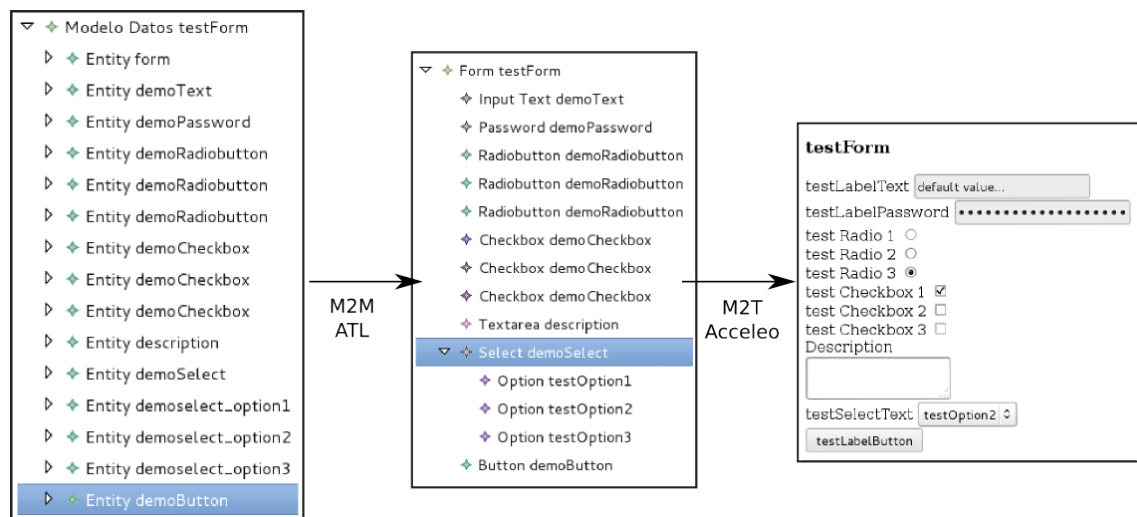 Modelo Datos testForm
Entity form
Entity demoText
Entity demoPassword
Entity demoRadiobutton
Entity demoRadiobutton
Entity demoRadiobutton
Entity demoCheckbox
Entity demoCheckbox
Entity demoCheckbox
Entity description
Entity demoSelect
Entity demoselect_option1
Entity demoselect_option2
Entity demoselect_option3
Entity demoButton
M2M
ATL
Form testForm
Input Text demoText
Password demoPassword
Radiobutton demoRadiobutton
Radiobutton demoRadiobutton
Radiobutton demoRadiobutton
Checkbox demoCheckbox
Checkbox demoCheckbox
Checkbox demoCheckbox
Textarea description
Select demoSelect
Option testOption1
Option testOption2
Option testOption3
Button demoButton
M2T
Acceleo
testForm
testLabelText default value...
testLabelPassword
test Radio 1
test Radio 2
test Radio 3
test Checkbox 1
test Checkbox 2
test Checkbox 3
Description
testSelectText testOption2
testLabelButton